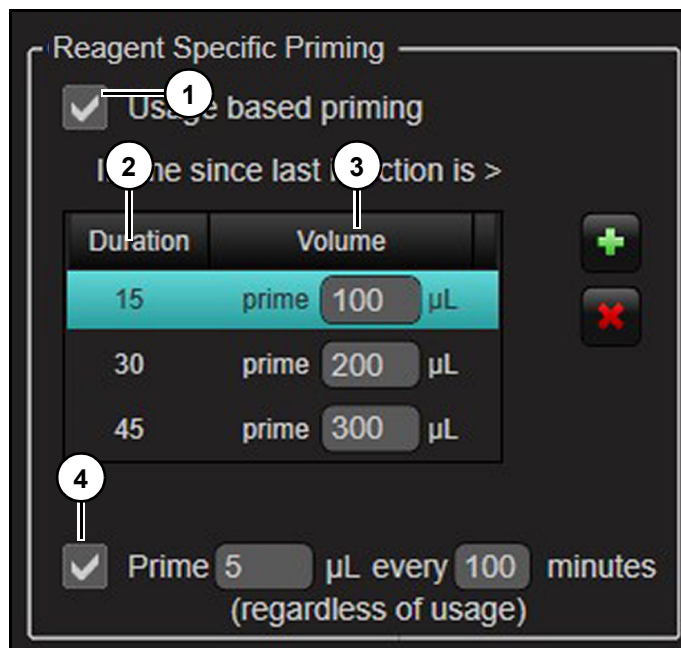 Reagent Specific Priming
1
Usage based priming
2
3
since last is >
Duration Volume
15 prime 100 µL
30 prime 200 µL
45 prime 300 µL
4
Prime 5 µL every 100 minutes
(regardless of usage)